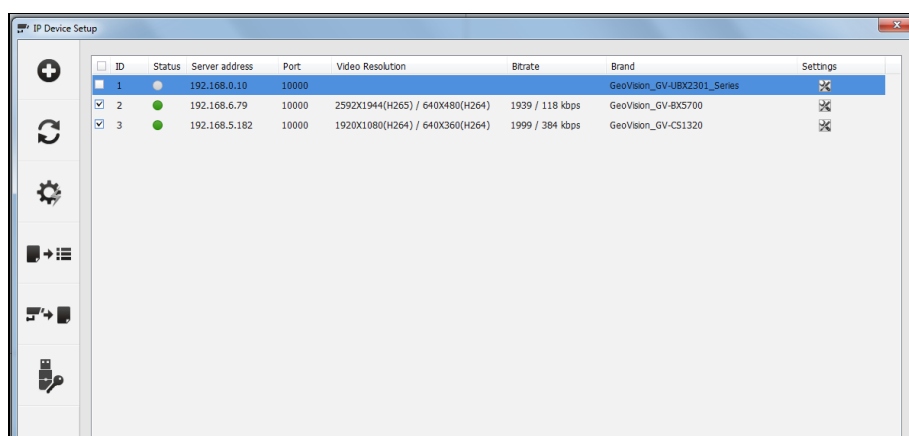 IP Device Setup
ID Status Server address Port Video Resolution Bitrate Brand Settings
1 192.168.0.10 10000 GeoVision_GV-UBX2301_Series
2 192.168.6.79 10000 2592X1944(H265) / 640X480(H264) 1939 / 118 kbps GeoVision_GV-BX5700
3 192.168.5.182 10000 1920X1080(H264) / 640X360(H264) 1999 / 384 kbps GeoVision_GV-CS1320